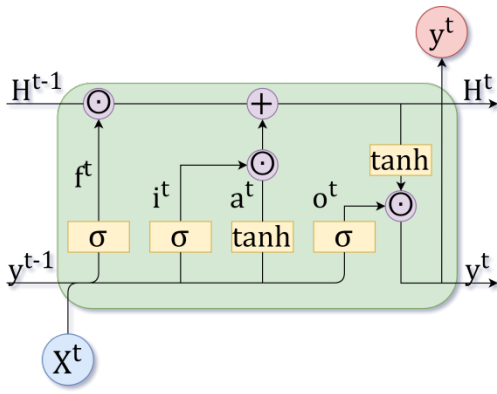 y^t
H^{t-1} H^t
⊙ +
tanh
⊙
f^t i^t a^t o^t ⊙
σ σ tanh σ
y^{t-1} y^t
X^t